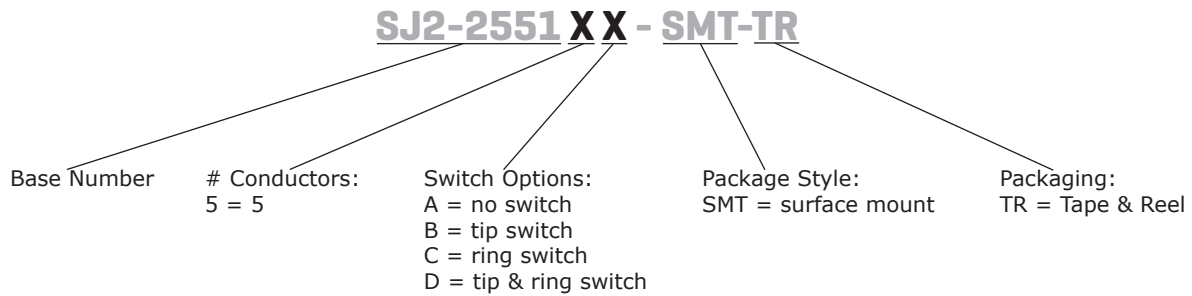 SJ2-2551 X X - SMT-TR
Base Number
# Conductors:
5 = 5
Switch Options:
A = no switch
B = tip switch
C = ring switch
D = tip & ring switch
Package Style:
SMT = surface mount
Packaging:
TR = Tape & Reel